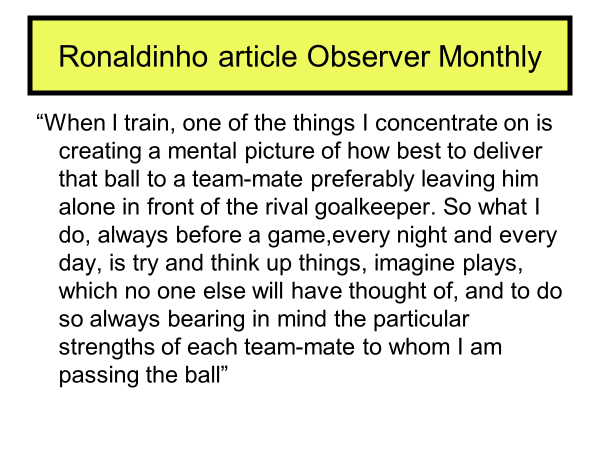 Ronaldinho article Observer Monthly
“When I train, one of the things I concentrate on is
creating a mental picture of how best to deliver
that ball to a team-mate preferably leaving him
alone in front of the rival goalkeeper. So what I
do, always before a game,every night and every
day, is try and think up things, imagine plays,
which no one else will have thought of, and to do
so always bearing in mind the particular
strengths of each team-mate to whom I am
passing the ball”